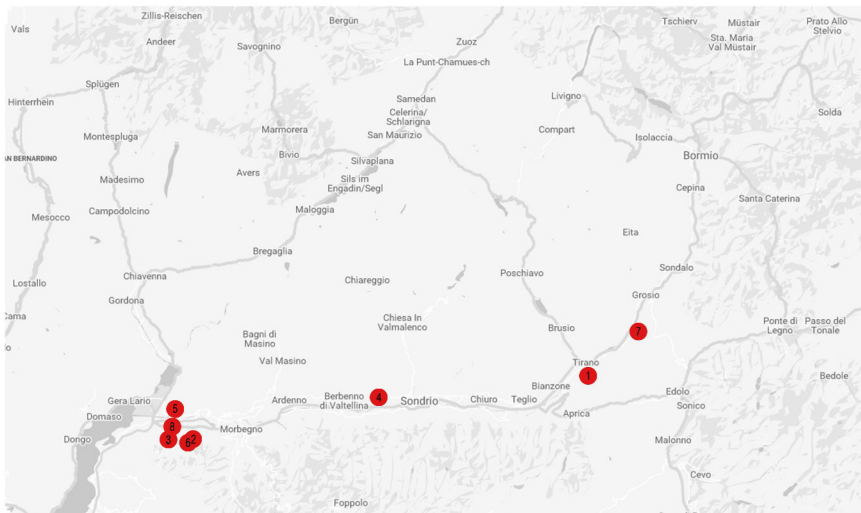 Zillis-Reischen
Bergün
Tschierv
Müstair
Prato Allo
Stelvio
Vals
Andeer
Savognino
Zuoz
Sta. Maria
Val Müstair
La Punt-Chamues-ch
Splügen
Hinterrhein
Samedan
Livigno
Solda
Celerina/
Schlarigna
Marmorera
San Maurizio
Compart
Isolaccia
Montespluga
AN BERNARDINO
Bivio
Silvaplana
Bormio
Madesimo
Avers
Sils im
Engadin/Segl
Cepina
Santa Caterina
Mesocco
Campodolcino
Maloggia
Eita
Bregaglia
Sondalo
Chiavenna
Poschiavo
Lostallo
Chiareggio
Gordona
Grosio
Cama
Chiesa In
Valmalenco
Brusio
7
Ponte di
Legno
Passo del
Tonale
Bagni di
Masino
lo
Val Masino
Tirano
1
Bedole
Bianzone
Edolo
Gera Lario
5
Ardenno
Berbenno
di Valtellina
4
Sondrio
Chiuro
Teglio
Aprica
Sonico
Domaso
8
Morbegno
Dongo
3
6
2
Malonno
Cevo
Foppolo